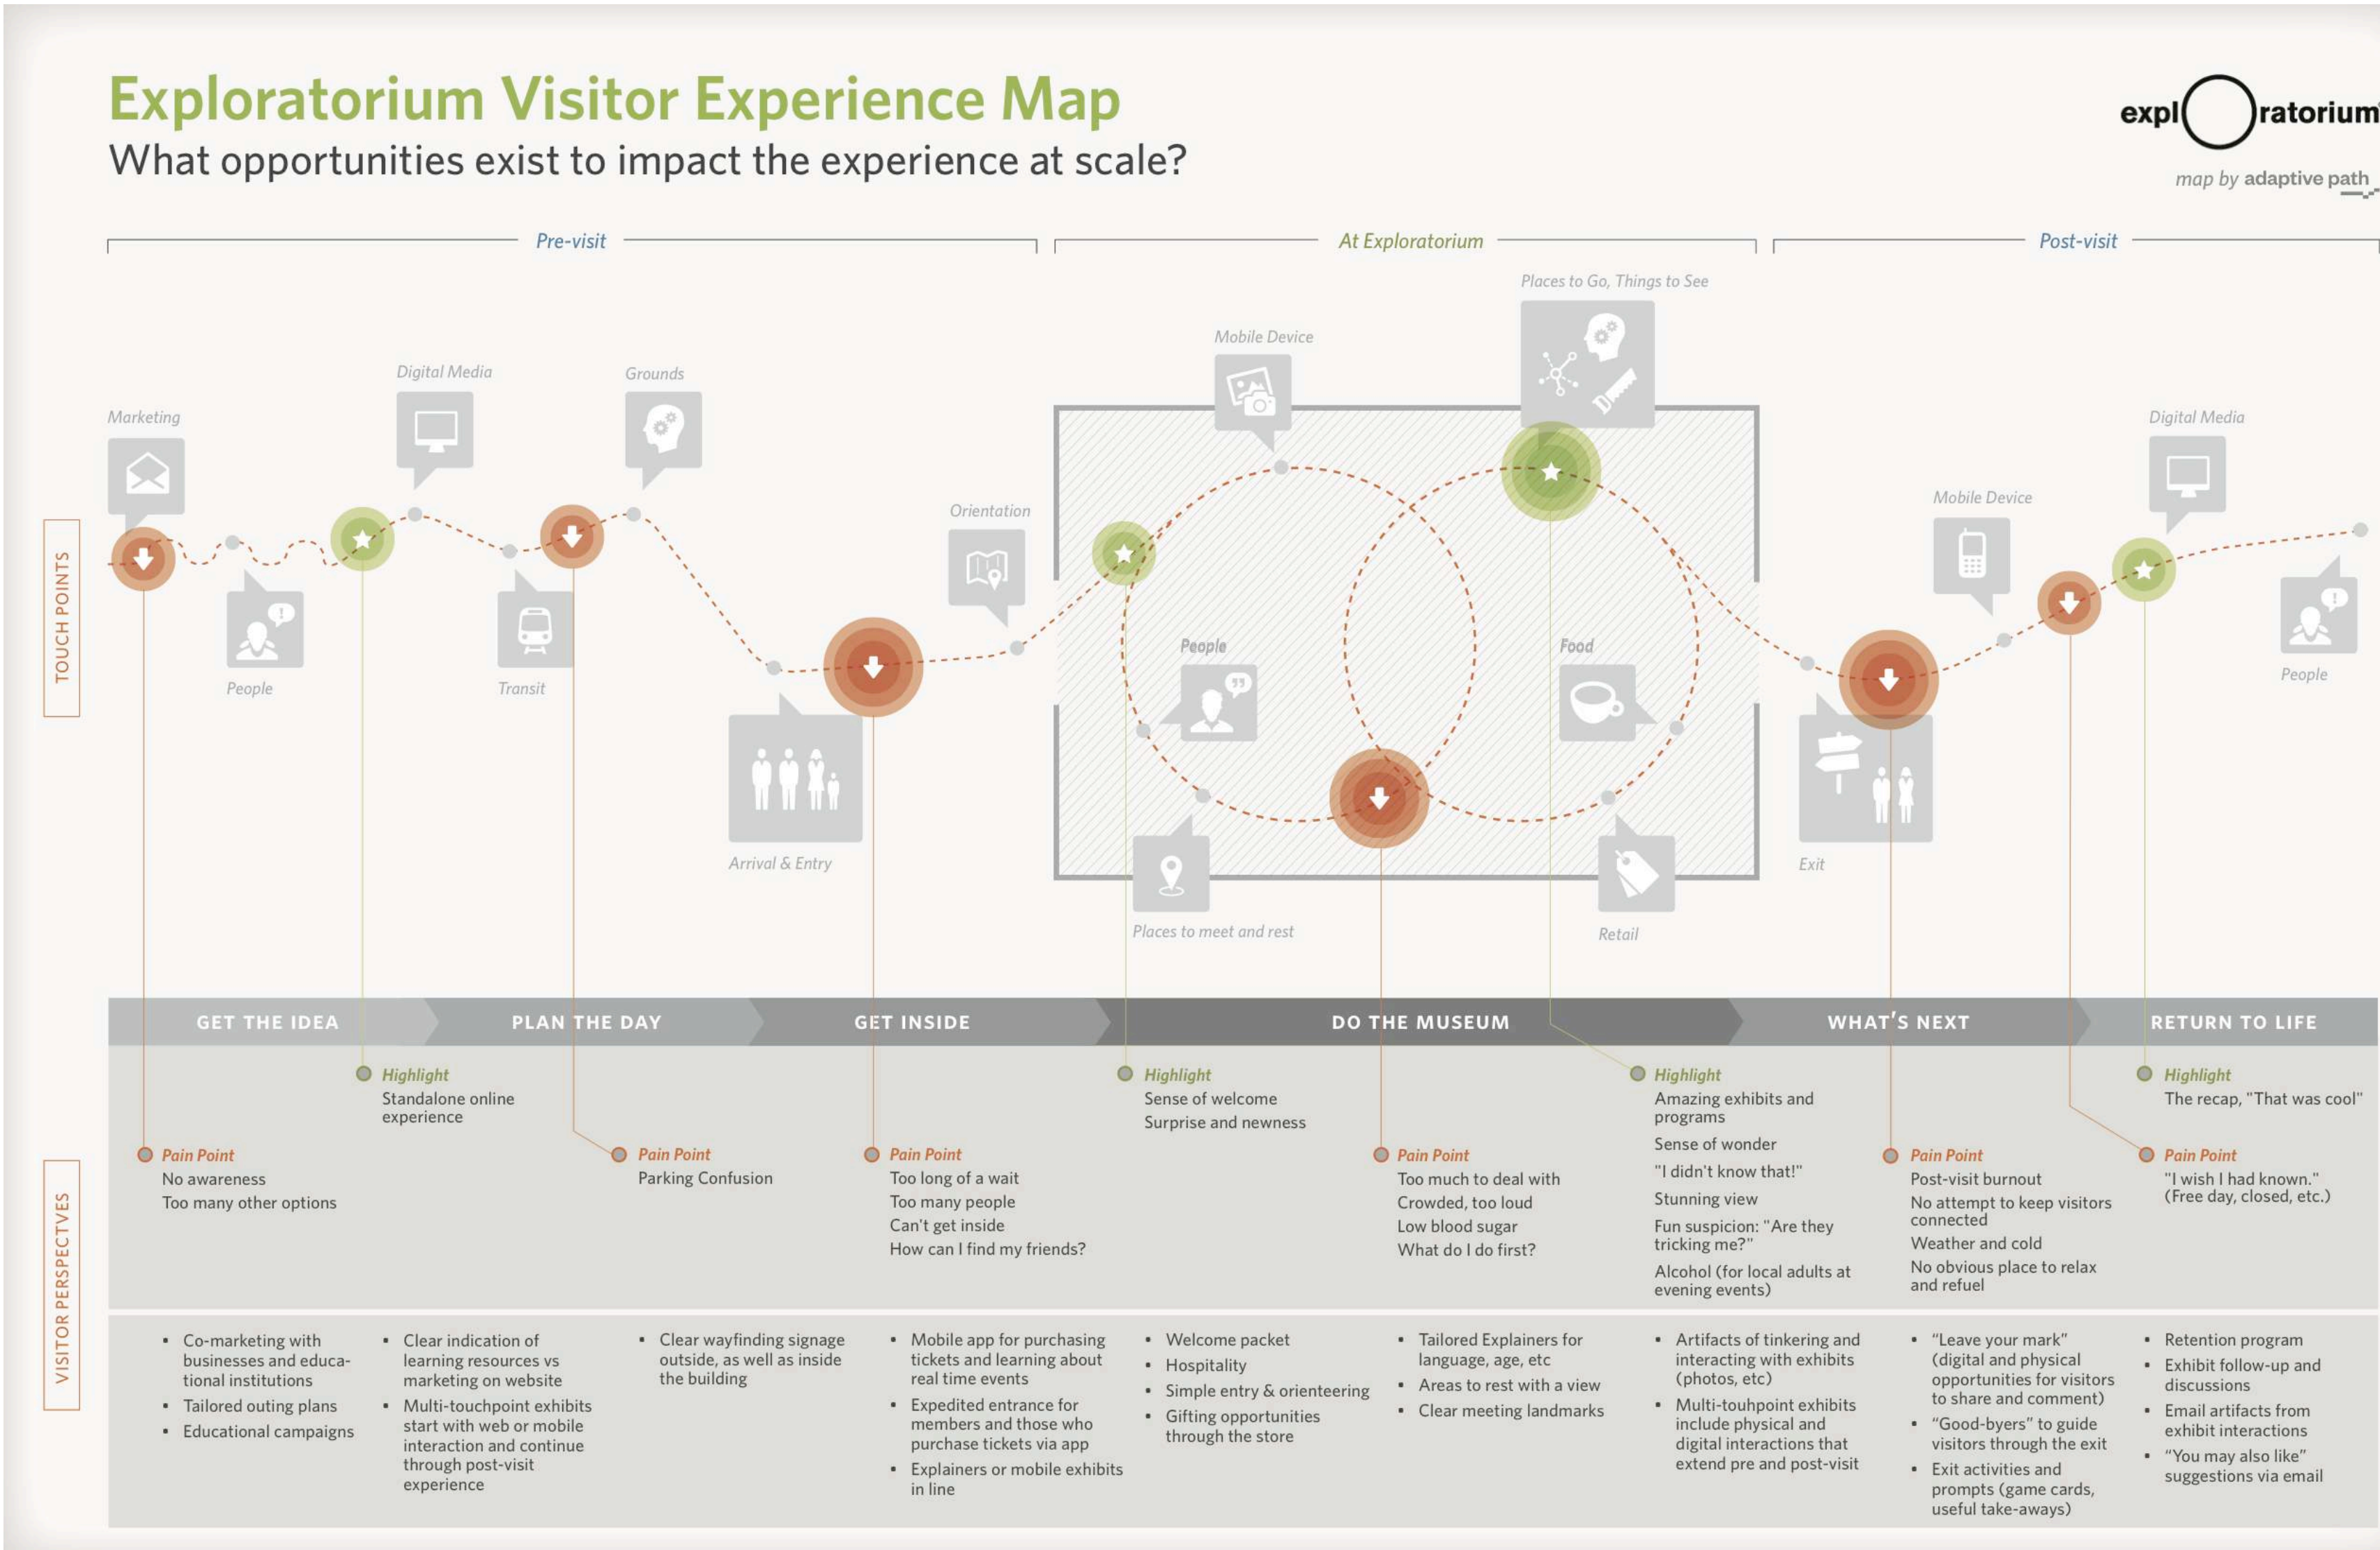 Exploratorium Visitor Experience Map
What opportunities exist to impact the experience at scale?
expl ratorium
map by adaptive path
Pre-visit
At Exploratorium
Post-visit
TOUCH POINTS
Marketing
People
Digital Media
Transit
Grounds
Arrival & Entry
Orientation
Mobile Device
Places to Go, Things to See
People
Food
Places to meet and rest
Retail
Exit
Mobile Device
Digital Media
People
GET THE IDEA
PLAN THE DAY
GET INSIDE
DO THE MUSEUM
WHAT'S NEXT
RETURN TO LIFE
VISITOR PERSPECTVES
Pain Point
No awareness
Too many other options
Highlight
Standalone online
experience
Pain Point
Parking Confusion
Pain Point
Too long of a wait
Too many people
Can't get inside
How can I find my friends?
Highlight
Sense of welcome
Surprise and newness
Pain Point
Too much to deal with
Crowded, too loud
Low blood sugar
What do I do first?
Highlight
Amazing exhibits and
programs
Sense of wonder
"I didn't know that!"
Stunning view
Fun suspicion: "Are they
tricking me?"
Alcohol (for local adults at
evening events)
Pain Point
Post-visit burnout
No attempt to keep visitors
connected
Weather and cold
No obvious place to relax
and refuel
Highlight
The recap, "That was cool"
Pain Point
"I wish I had known."
(Free day, closed, etc.)
▪ Co-marketing with
businesses and educa-
tional institutions
▪ Tailored outing plans
▪ Educational campaigns
▪ Clear indication of
learning resources vs
marketing on website
▪ Multi-touchpoint exhibits
start with web or mobile
interaction and continue
through post-visit
experience
▪ Clear wayfinding signage
outside, as well as inside
the building
▪ Mobile app for purchasing
tickets and learning about
real time events
▪ Expedited entrance for
members and those who
purchase tickets via app
▪ Explainers or mobile exhibits
in line
▪ Welcome packet
▪ Hospitality
▪ Simple entry & orienteering
▪ Gifting opportunities
through the store
▪ Tailored Explainers for
language, age, etc
▪ Areas to rest with a view
▪ Clear meeting landmarks
▪ Artifacts of tinkering and
interacting with exhibits
(photos, etc)
▪ Multi-touhpoint exhibits
include physical and
digital interactions that
extend pre and post-visit
▪ “Leave your mark”
(digital and physical
opportunities for visitors
to share and comment)
▪ “Good-byers” to guide
visitors through the exit
▪ Exit activities and
prompts (game cards,
useful take-aways)
▪ Retention program
▪ Exhibit follow-up and
discussions
▪ Email artifacts from
exhibit interactions
▪ “You may also like”
suggestions via email